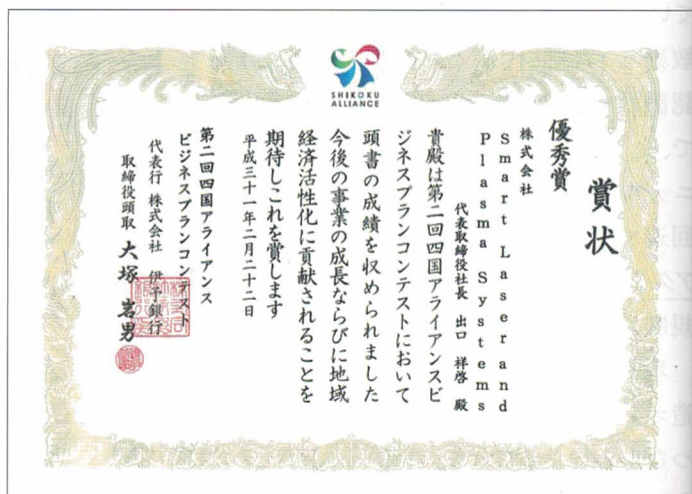 SHIKOKU
ALLIANCE
賞状
優秀賞
株式会社
Smart Laser and
Plasma Systems
代表取締役社長 出口 祥啓 殿
貴殿は第二回四国アライアンスビ
ジネスプランコンテストにおいて
頭書の成績を収められました
今後の事業の成長ならびに地域
経済活性化に貢献されることを
期待しこれを賞します
平成三十一年二月二十二日
第二回四国アライアンス
ビジネスプランコンテスト
代表行 株式会社 伊予銀行
取締役頭取 大塚 岩男